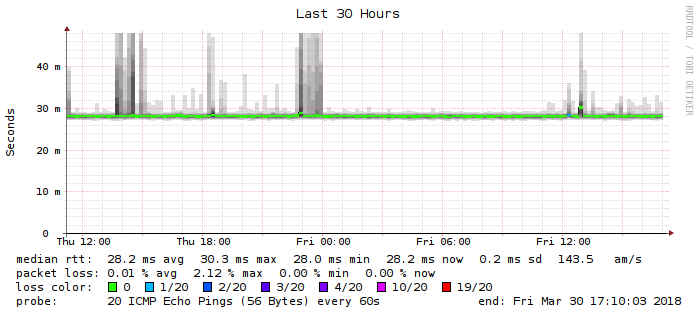 Last 30 Hours
RRDTOOL / TOBI OETIKER
Seconds
40 m
30 m
20 m
10 m
0
Thu 12:00 Thu 18:00 Fri 00:00 Fri 06:00 Fri 12:00
median rtt: 28.2 ms avg 30.3 ms max 28.0 ms min 28.2 ms now 0.2 ms sd 143.5 am/s
packet loss: 0.01 % avg 2.12 % max 0.00 % min 0.00 % now
loss color: 0 1/20 2/20 3/20 4/20 10/20 19/20
probe: 20 ICMP Echo Pings (56 Bytes) every 60s end: Fri Mar 30 17:10:03 2018